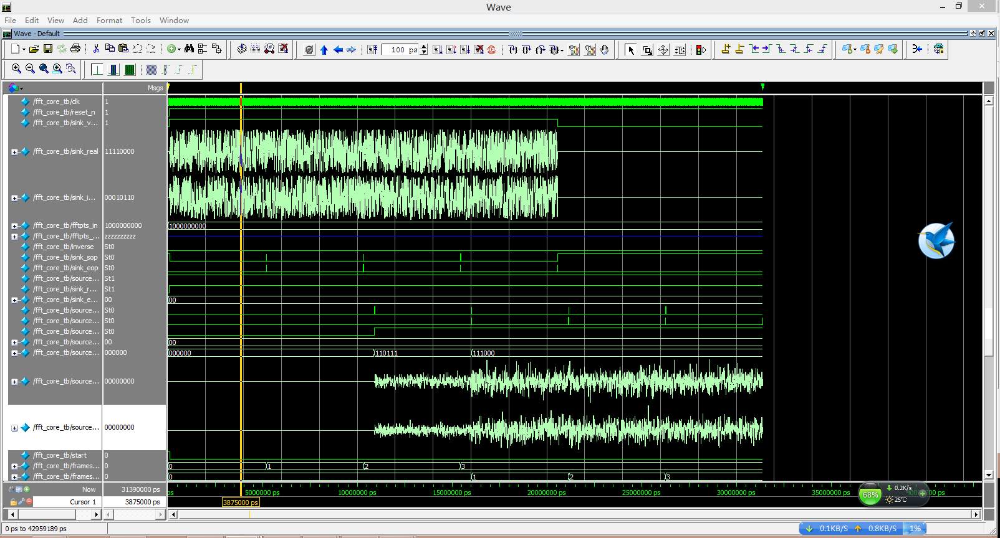 Wave
File Edit View Add Format Tools Window
Wave - Default
100 ps
Msgs
/fft_core_tb/clk 1
/fft_core_tb/reset_n 1
/fft_core_tb/sink_v... 1
/fft_core_tb/sink_real 11110000
/fft_core_tb/sink_i... 00010110
/fft_core_tb/fftpts_in 1000000000 1000000000
/fft_core_tb/fftpts_... zzzzzzzzzz
/fft_core_tb/inverse St0
/fft_core_tb/sink_sop St0
/fft_core_tb/sink_eop St0
/fft_core_tb/source... St1
/fft_core_tb/sink_r... St1
/fft_core_tb/sink_e... 00 00
/fft_core_tb/source... St0
/fft_core_tb/source... St0
/fft_core_tb/source... St0
/fft_core_tb/source... 00 00
/fft_core_tb/source... 000000 000000 110111 111000
/fft_core_tb/source... 00000000
/fft_core_tb/source... 00000000
/fft_core_tb/start 0
/fft_core_tb/frames... 0 0 1 2 3
/fft_core_tb/frames... 0 0 1 2 3
Now 31390000 ps ps 5000000 ps 10000000 ps 15000000 ps 20000000 ps 25000000 ps 30000000 ps 35000000 ps
Cursor 1 3875000 ps 3875000 ps
68% 0.2K/s
25℃
0 ps to 42959189 ps
0.1KB/S 0.8KB/S 1%